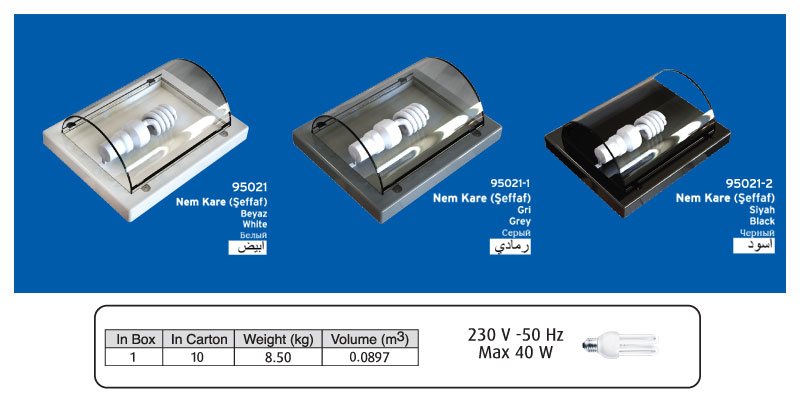 95021
Nem Kare (Şeffaf)
Beyaz
White
Белый
ابيض
95021-1
Nem Kare (Şeffaf)
Gri
Grey
Серый
رمادي
95021-2
Nem Kare (Şeffaf)
Siyah
Black
Черный
اسود
In Box In Carton Weight (kg) Volume (m3)
1 10 8.50 0.0897
230 V -50 Hz
Max 40 W